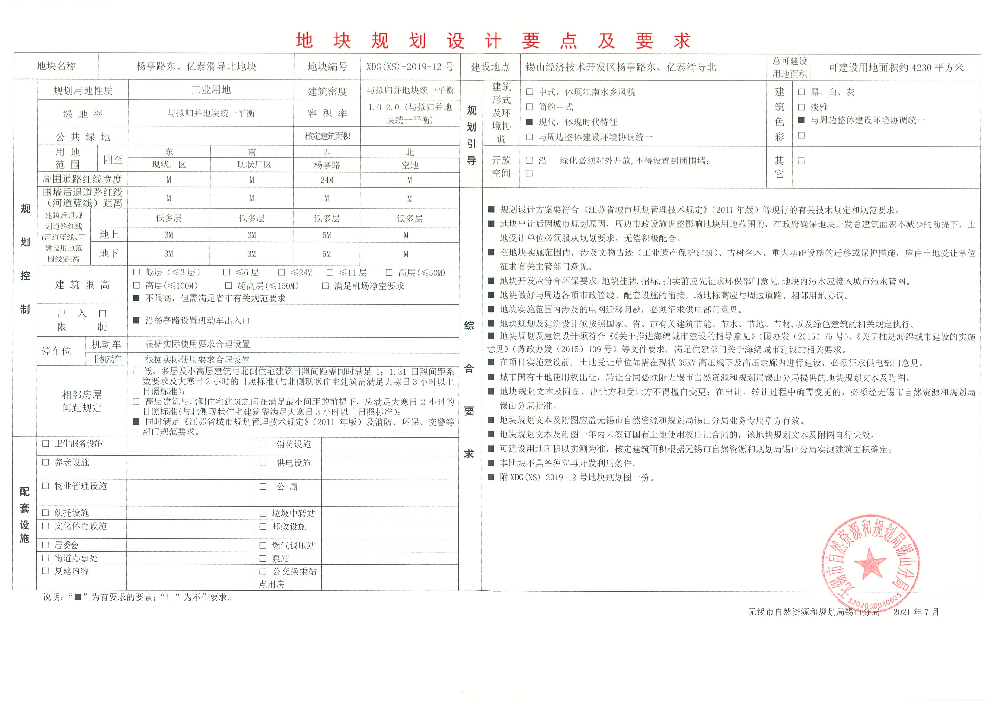 地块规划设计要点及要求
地块名称 杨亭路东、亿泰滑导北地块 地块编号 XDG(XS)-2019-12 号 建设地点 锡山经济技术开发区杨亭路东、亿泰滑导北 总可建设用地面积 可建设用地面积约 4230 平方米
规划控制
规划用地性质 工业用地 建筑密度 与拟归并地块统一平衡
绿地率 与拟归并地块统一平衡 容积率 1.0-2.0 (与拟归并地块统一平衡)
公共绿地 核定建筑面积
用地范围 四至 东 南 西 北
现状厂区 现状厂区 杨亭路 空地
周围道路红线宽度 M M 24M M
围墙后退道路红线
（河道蓝线）距离 M M M M
建筑后退规划道路红线(河道蓝线、可建设用地范围线)距离
低多层 低多层 低多层 低多层
地上 3M 3M 5M M
地下 3M 3M 5M M
建筑限高
□ 低层（≤3 层） □ ≤6 层 □ ≤24M □ ≤11 层 □ 高层(≤50M)
□ 高层(≤100M） □ 超高层(≤150M） □ 满足机场净空要求
■ 不限高，但需满足省市有关规范要求
出入口
限制
■ 沿杨亭路设置机动车出入口
停车位 机动车 根据实际使用要求合理设置
非机动车 根据实际使用要求合理设置
相邻房屋
间距规定
□ 低、多层及小高层建筑与北侧住宅建筑日照间距需同时满足 1：1.31 日照间距系
数要求及大寒日 2 小时的日照标准(与北侧现状住宅建筑需满足大寒日 3 小时以上
日照标准);
□ 高层建筑与北侧住宅建筑之间在满足最小间距的前提下，应满足大寒日 2 小时的
日照标准(与北侧现状住宅建筑需满足大寒日 3 小时以上日照标准);
■ 同时满足《江苏省城市规划管理技术规定》（2011 年版）及消防、环保、交警等
部门规范要求。
配套设施
□ 卫生服务设施 □ 消防设施
□ 养老设施 □ 供电设施
□ 物业管理设施 □ 公 厕
□ 幼托设施 □ 垃圾中转站
□ 文化体育设施 □ 邮政设施
□ 居委会 □ 燃气调压站
□ 街道办事处 □ 泵站
□ 复建内容 □ 公交换乘站
点用房
规划引导
建筑形式及环境协调
□ 中式，体现江南水乡风貌
□ 简约中式
■ 现代，体现时代特征
□ 与周边整体建设环境协调统一
建筑色彩
□ 黑、白、灰
□ 淡雅
■ 与周边整体建设环境协调统一
□
开放空间
□ 沿 绿化必须对外开放,不得设置封闭围墙；
□
其它
□
综合要求
■ 规划设计方案要符合《江苏省城市规划管理技术规定》（2011 年版）等现行的有关技术规定和规范要求。
■ 地块出让后因城市规划原因，周边市政设施调整影响地块用地范围的，在政府确保地块开发总建筑面积不减少的前提下，土
地受让单位必须服从规划要求，无偿积极配合。
■ 在地块实施范围内，涉及文物古迹（工业遗产保护建筑）、古树名木、重大基础设施的迁移或保护措施，应由土地受让单位
征求有关主管部门意见。
■ 地块开发应符合环保要求,地块挂牌,招标,拍卖前应先征求环保部门意见.地块内污水应接入城市污水管网。
■ 地块做好与周边各项市政管线、配套设施的衔接，场地标高应与周边道路、相邻用地协调。
■ 地块实施范围内涉及的电网迁移问题，必须征求供电部门意见。
■ 地块规划及建筑设计须按照国家、省、市有关建筑节能、节水、节地、节材,以及绿色建筑的相关规定执行。
■ 地块规划及建筑设计须符合《《关于推进海绵城市建设的指导意见》（国办发（2015）75 号）、《关于推进海绵城市建设的实施
意见》（苏政办发（2015）139 号）等文件要求，满足住建部门关于海绵城市建设的相关要求。
■ 在项目实施建设前，土地受让单位如需在现状 35KV 高压线下及高压走廊内进行建设，必须征求供电部门意见。
■ 城市国有土地使用权出让，转让合同必须附无锡市自然资源和规划局锡山分局提供的地块规划文本及附图。
■ 地块规划文本及附图，出让方和受让方不得擅自变更；在出让、转让过程中确需变更的，必须经无锡市自然资源和规划局
锡山分局批准。
■ 地块规划文本及附图应盖无锡市自然资源和规划局锡山分局业务专用章方有效。
■ 地块规划文本及附图一年内未签订国有土地使用权出让合同的，该地块规划文本及附图自行失效。
■ 可建设用地面积以实测为准，核定建筑面积根据无锡市自然资源和规划局锡山分局实测建筑面积确定。
■ 本地块不具备独立再开发利用条件。
■ 附 XDG(XS)-2019-12 号地块规划图一份。
无锡市自然资源和规划局锡山分局
3202050980025
说明：“■”为有要求的要素；“□”为不作要求。
无锡市自然资源和规划局锡山分局 2021 年 7 月